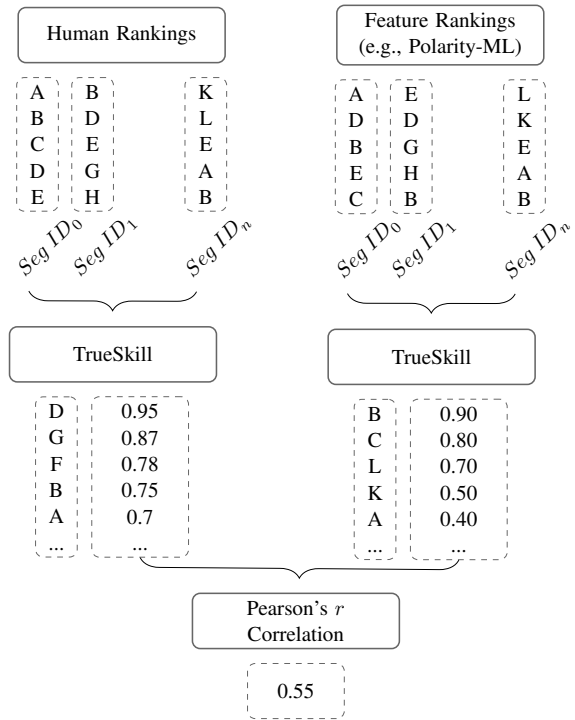 Human Rankings
Feature Rankings
(e.g., Polarity-ML)
A B K
B D L
C E E
D G A
E H B
Seg ID₀ Seg ID₁ Seg IDₙ
A E L
D D K
B G E
E H A
C B B
Seg ID₀ Seg ID₁ Seg IDₙ
TrueSkill
TrueSkill
D 0.95
G 0.87
F 0.78
B 0.75
A 0.7
... ...
B 0.90
C 0.80
L 0.70
K 0.50
A 0.40
... ...
Pearson's r
Correlation
0.55